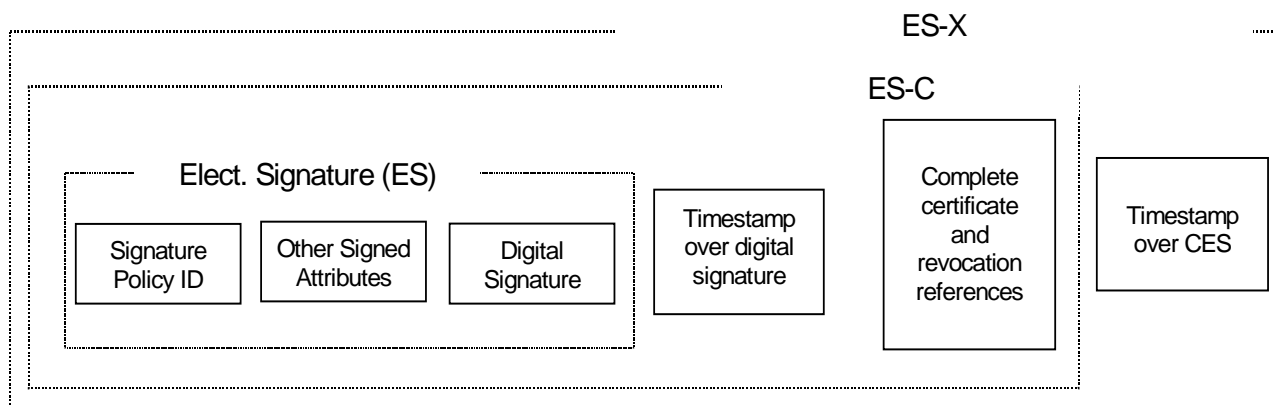 ES-X
ES-C
Elect. Signature (ES)
Signature
Policy ID
Other Signed
Attributes
Digital
Signature
Timestamp
over digital
signature
Complete
certificate
and
revocation
references
Timestamp
over CES